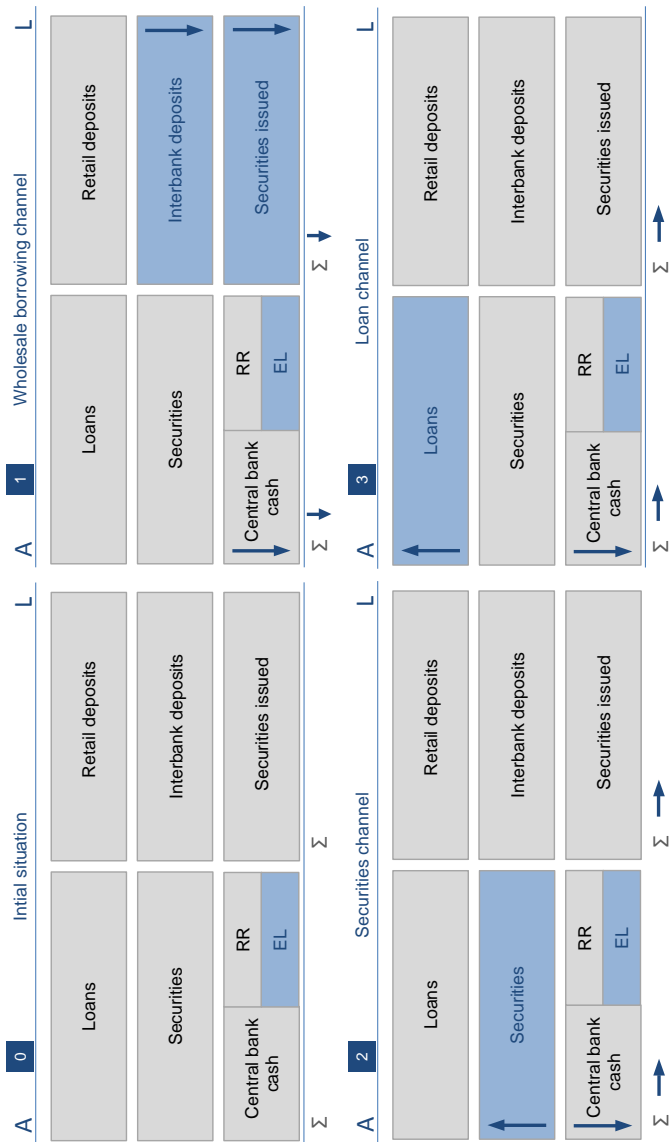 A 0 Intial situation L
Loans
Retail deposits
Securities
Interbank deposits
Central bank
cash
RR
EL
Securities issued
Σ Σ
A 1 Wholesale borrowing channel L
Loans
Retail deposits
Securities
Interbank deposits
Central bank
cash
RR
EL
Securities issued
Σ Σ
A 2 Securities channel L
Loans
Retail deposits
Securities
Interbank deposits
Central bank
cash
RR
EL
Securities issued
Σ Σ
A 3 Loan channel L
Loans
Retail deposits
Securities
Interbank deposits
Central bank
cash
RR
EL
Securities issued
Σ Σ